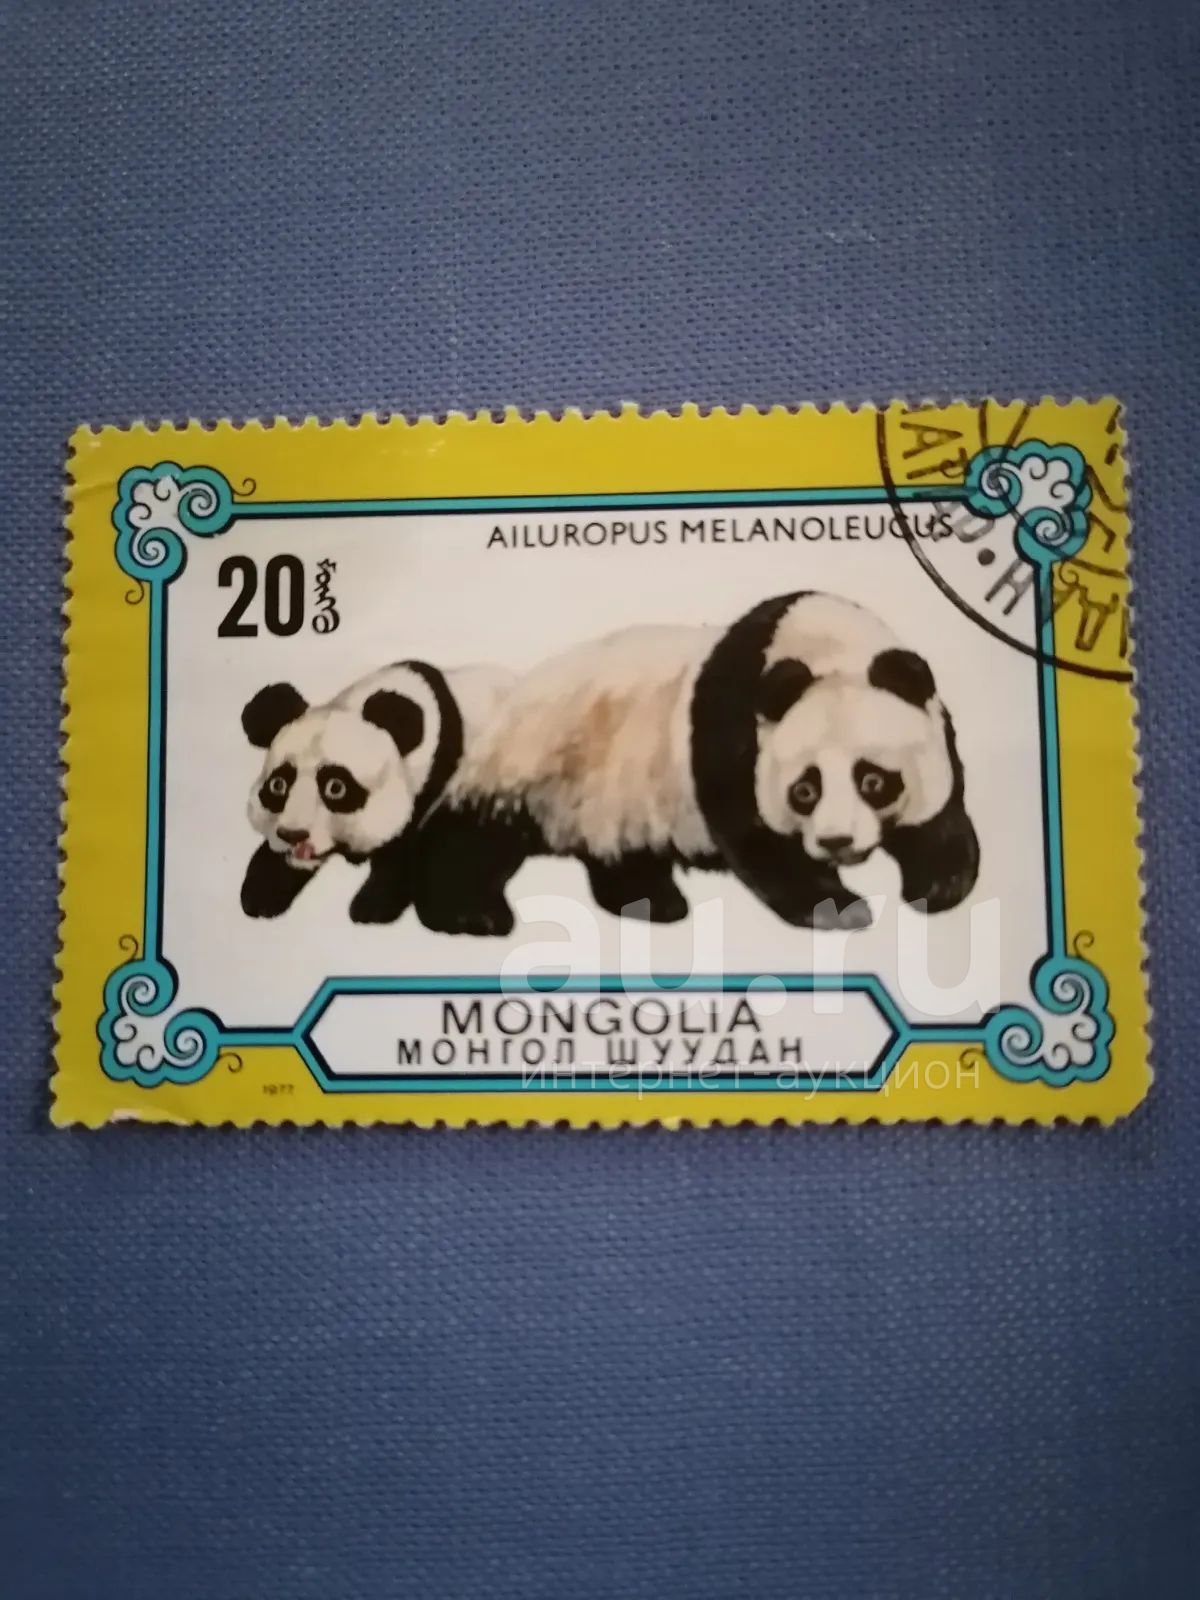 AILUROPUS MELANOLEUCUS
20
au.ru
MONGOLIA
МОНГОЛ ШУУДАН
интернет-аукцион
1977